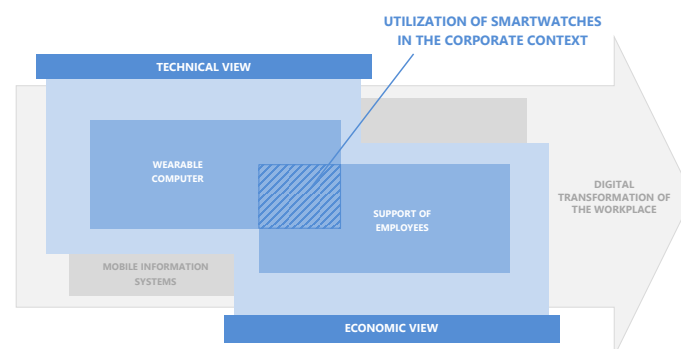 UTILIZATION OF SMARTWATCHES
IN THE CORPORATE CONTEXT
TECHNICAL VIEW
WEARABLE
COMPUTER
SUPPORT OF
EMPLOYEES
DIGITAL
TRANSFORMATION OF
THE WORKPLACE
MOBILE INFORMATION
SYSTEMS
ECONOMIC VIEW